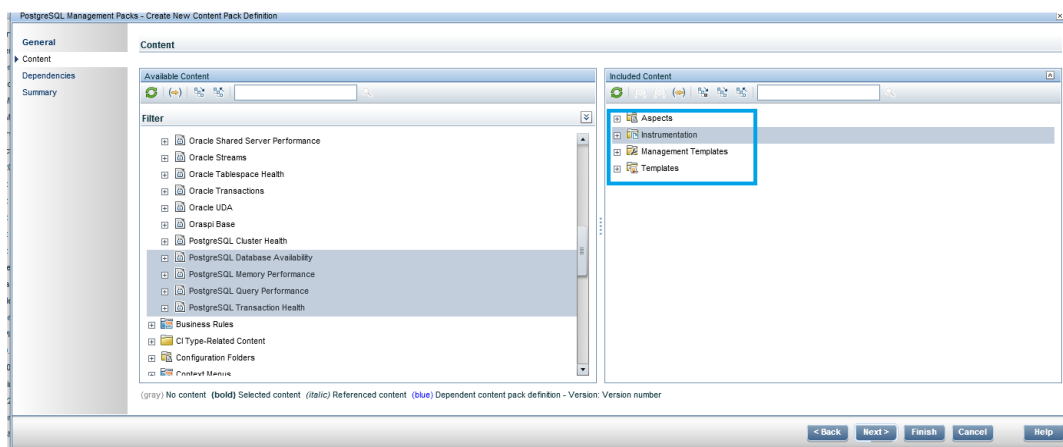 PostgreSQL Management Packs - Create New Content Pack Definition
General
Content
Dependencies
Summary
Content
Available Content
Filter
Oracle Shared Server Performance
Oracle Streams
Oracle Tablespace Health
Oracle Transactions
Oracle UDA
Oraspi Base
PostgreSQL Cluster Health
PostgreSQL Database Availability
PostgreSQL Memory Performance
PostgreSQL Query Performance
PostgreSQL Transaction Health
Business Rules
CI Type-Related Content
Configuration Folders
Context Menus
Included Content
Aspects
Instrumentation
Management Templates
Templates
(gray) No content (bold) Selected content (italic) Referenced content (blue) Dependent content pack definition - Version: Version number
< Back Next > Finish Cancel Help